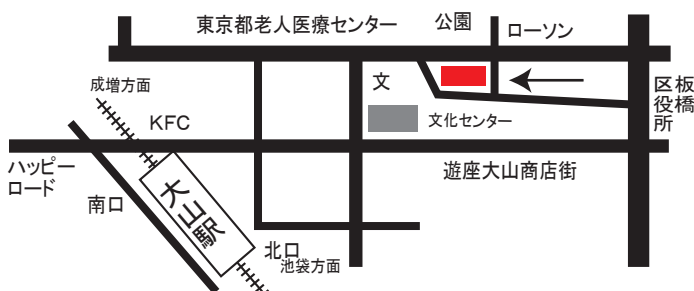 東京都老人医療センター
公園
ローソン
成増方面
文
KFC
文化センター
板橋
区役所
ハッピー
ロード
遊座大山商店街
南口
大山駅
北口
池袋方面